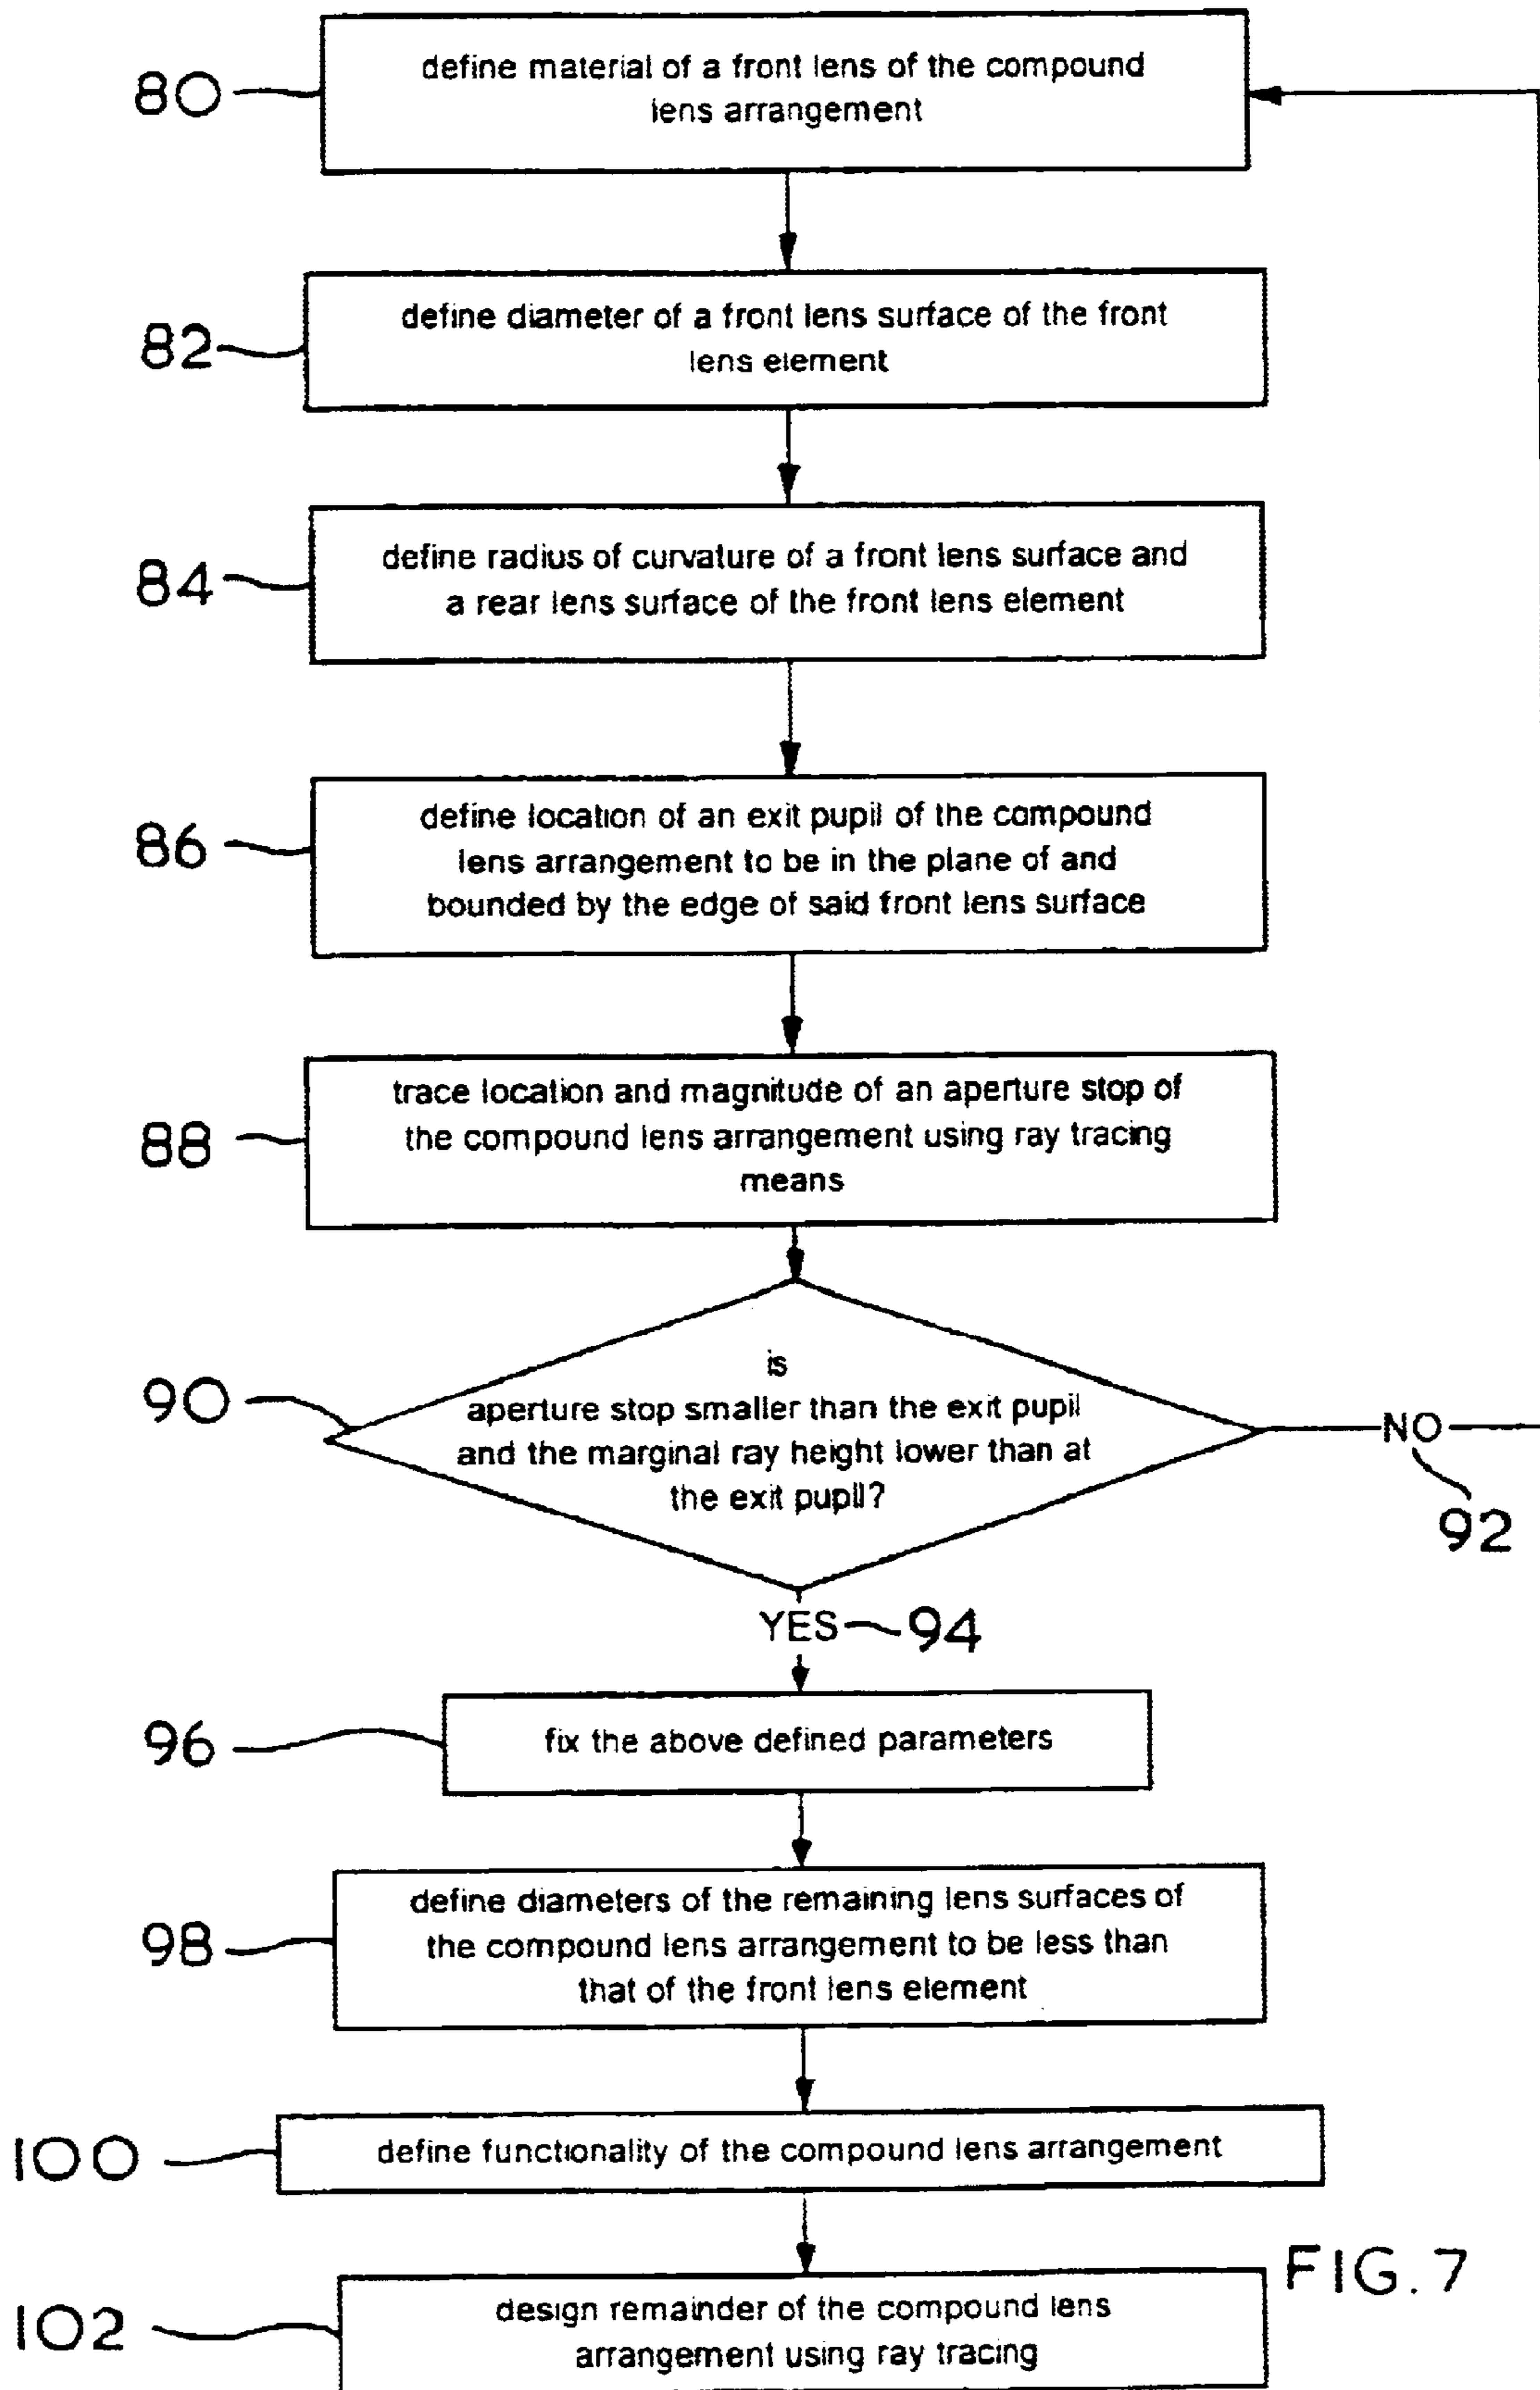 80
define material of a front lens of the compound
lens arrangement
82
define diameter of a front lens surface of the front
lens element
84
define radius of curvature of a front lens surface and
a rear lens surface of the front lens element
86
define location of an exit pupil of the compound
lens arrangement to be in the plane of and
bounded by the edge of said front lens surface
88
trace location and magnitude of an aperture stop of
the compound lens arrangement using ray tracing
means
90
is
aperture stop smaller than the exit pupil
and the marginal ray height lower than at
the exit pupil?
NO
92
YES
94
96
fix the above defined parameters
98
define diameters of the remaining lens surfaces of
the compound lens arrangement to be less than
that of the front lens element
100
define functionality of the compound lens arrangement
102
design remainder of the compound lens
arrangement using ray tracing
FIG. 7